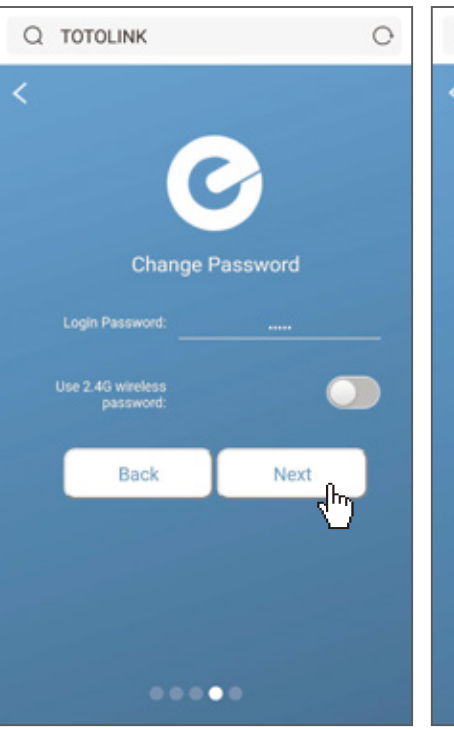 TOTOLINK
Change Password
Login Password: .....
Use 2.4G wireless
password:
Back Next